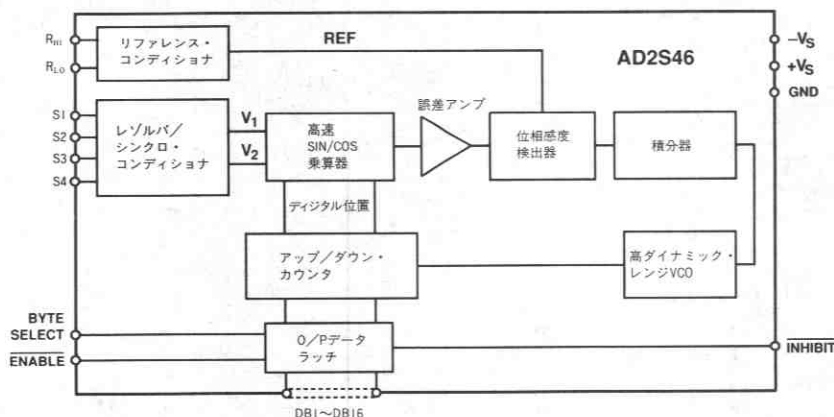 RHI
リファレンス・
コンディショナ
RLO
REF
AD2S46
–VS
+VS
GND
S1
S2
S3
S4
レゾルバ/
シンクロ・
コンディショナ
V1
V2
高速
SIN/COS
乗算器
誤差アンプ
位相感度
検出器
積分器
ディジタル位置
アップ/ダウン・
カウンタ
高ダイナミック・
レンジVCO
BYTE
SELECT
ENABLE
O/Pデータ
ラッチ
INHIBIT
DB1～DB16